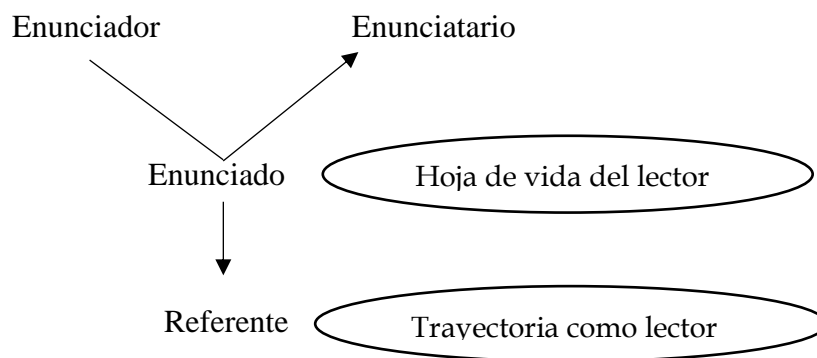 Enunciador Enunciatario
Enunciado Hoja de vida del lector
Referente Trayectoria como lector